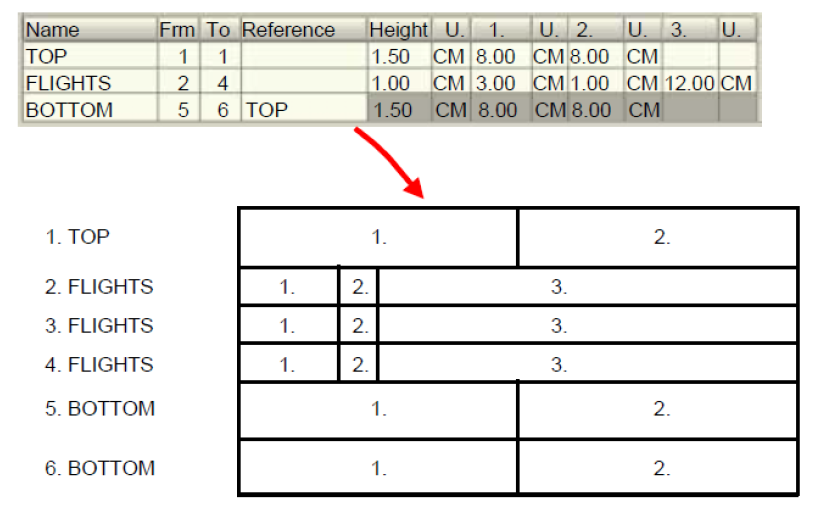 Name Frm To Reference Height U. 1. U. 2. U. 3. U.
TOP 1 1 1.50 CM 8.00 CM 8.00 CM
FLIGHTS 2 4 1.00 CM 3.00 CM 1.00 CM 12.00 CM
BOTTOM 5 6 TOP 1.50 CM 8.00 CM 8.00 CM
1. TOP 1. 2.
2. FLIGHTS 1. 2. 3.
3. FLIGHTS 1. 2. 3.
4. FLIGHTS 1. 2. 3.
5. BOTTOM 1. 2.
6. BOTTOM 1. 2.